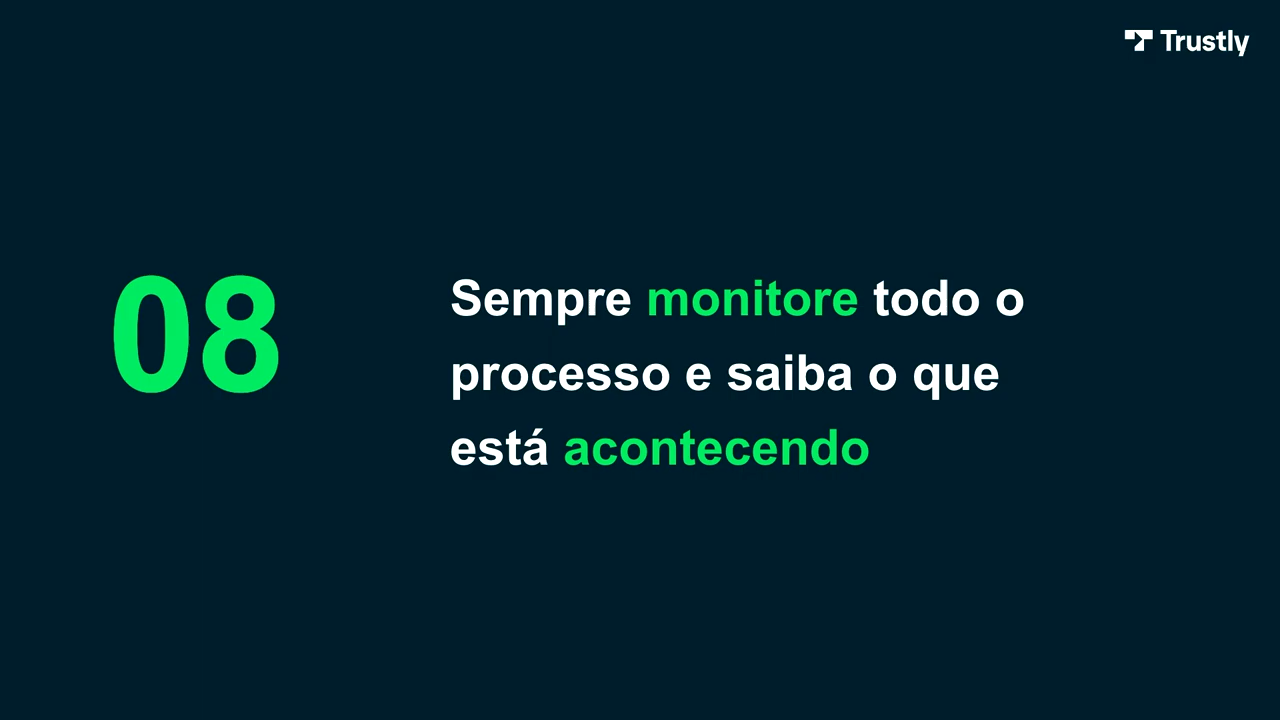 Trustly
08
Sempre monitore todo o
processo e saiba o que
está acontecendo